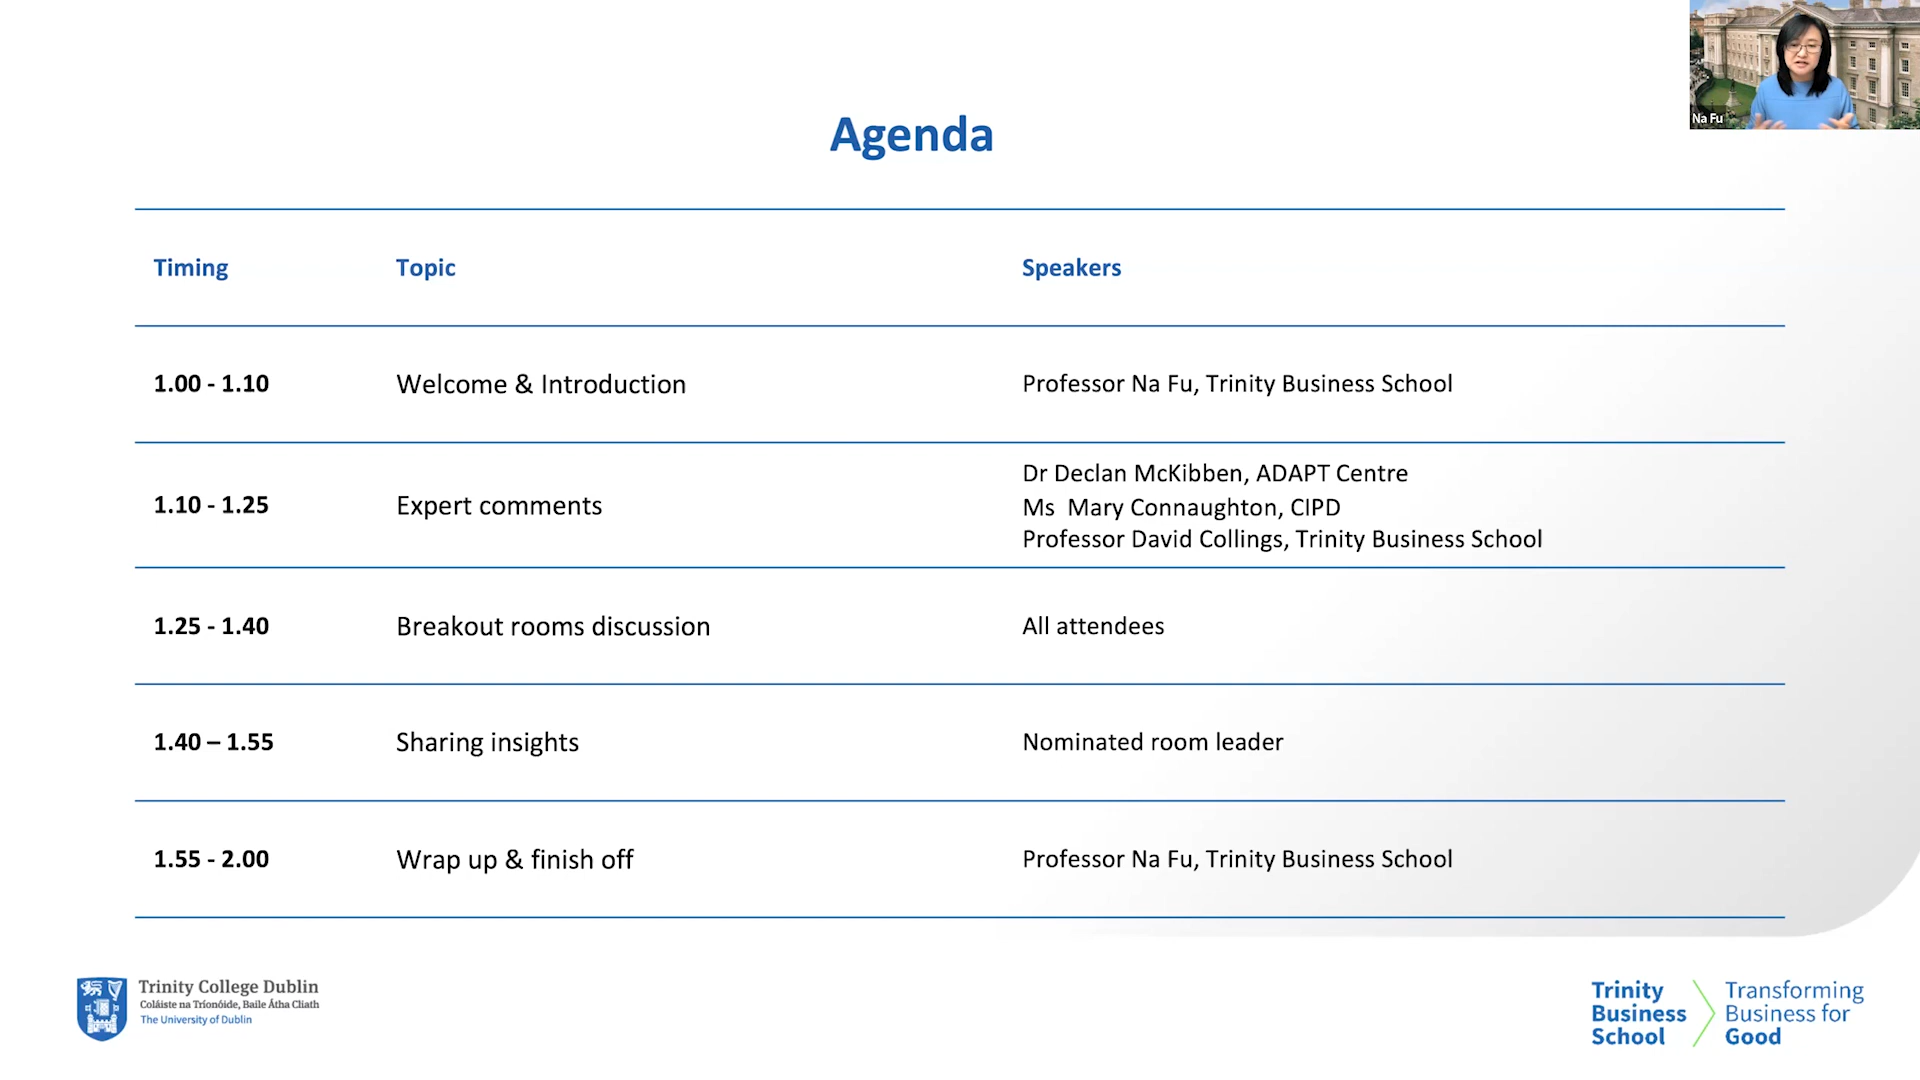 Na Fu
Agenda
Timing Topic Speakers
1.00 - 1.10 Welcome & Introduction Professor Na Fu, Trinity Business School
1.10 - 1.25 Expert comments Dr Declan McKibben, ADAPT Centre
Ms Mary Connaughton, CIPD
Professor David Collings, Trinity Business School
1.25 - 1.40 Breakout rooms discussion All attendees
1.40 – 1.55 Sharing insights Nominated room leader
1.55 - 2.00 Wrap up & finish off Professor Na Fu, Trinity Business School
Trinity College Dublin
Coláiste na Tríonóide, Baile Átha Cliath
The University of Dublin
Trinity
Business
School
Transforming
Business for
Good